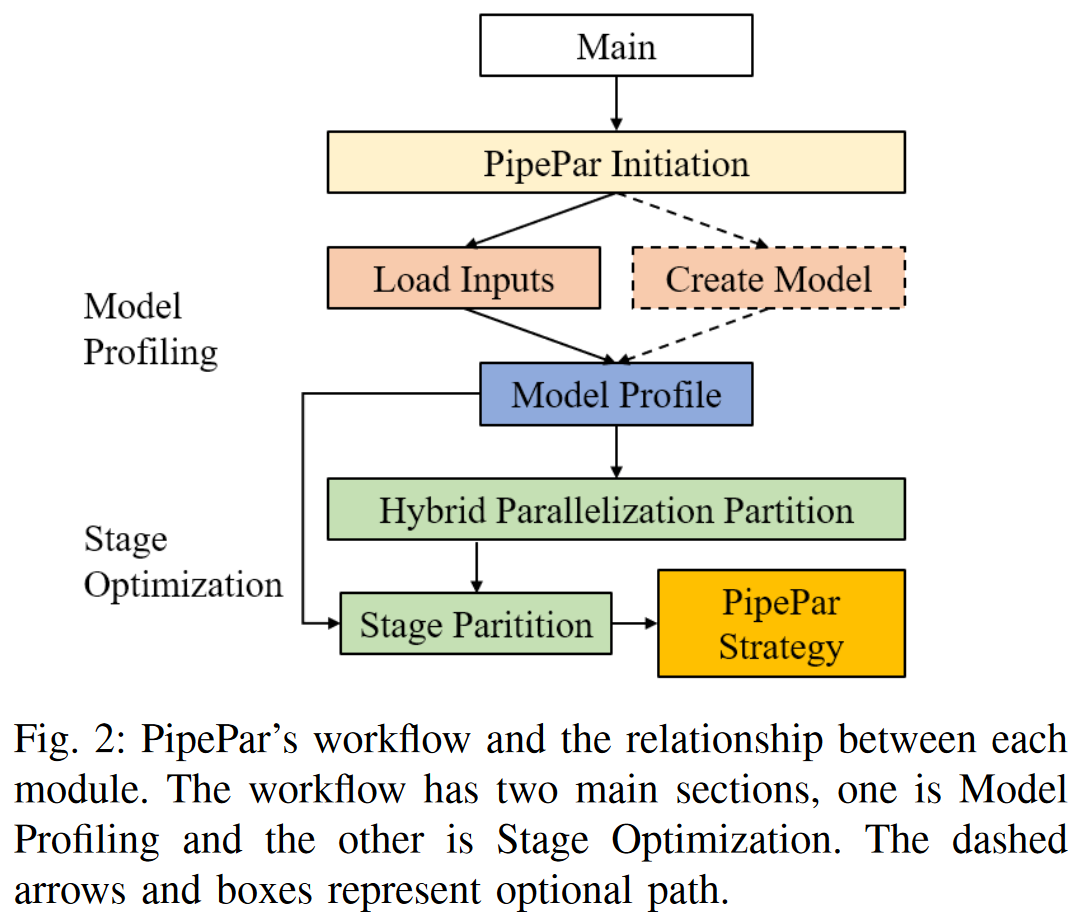 Main
PipePar Initiation
Load Inputs
Create Model
Model
Profiling
Model Profile
Hybrid Parallelization Partition
Stage
Optimization
Stage Paritition
PipePar
Strategy
Fig. 2: PipePar's workflow and the relationship between each
module. The workflow has two main sections, one is Model
Profiling and the other is Stage Optimization. The dashed
arrows and boxes represent optional path.